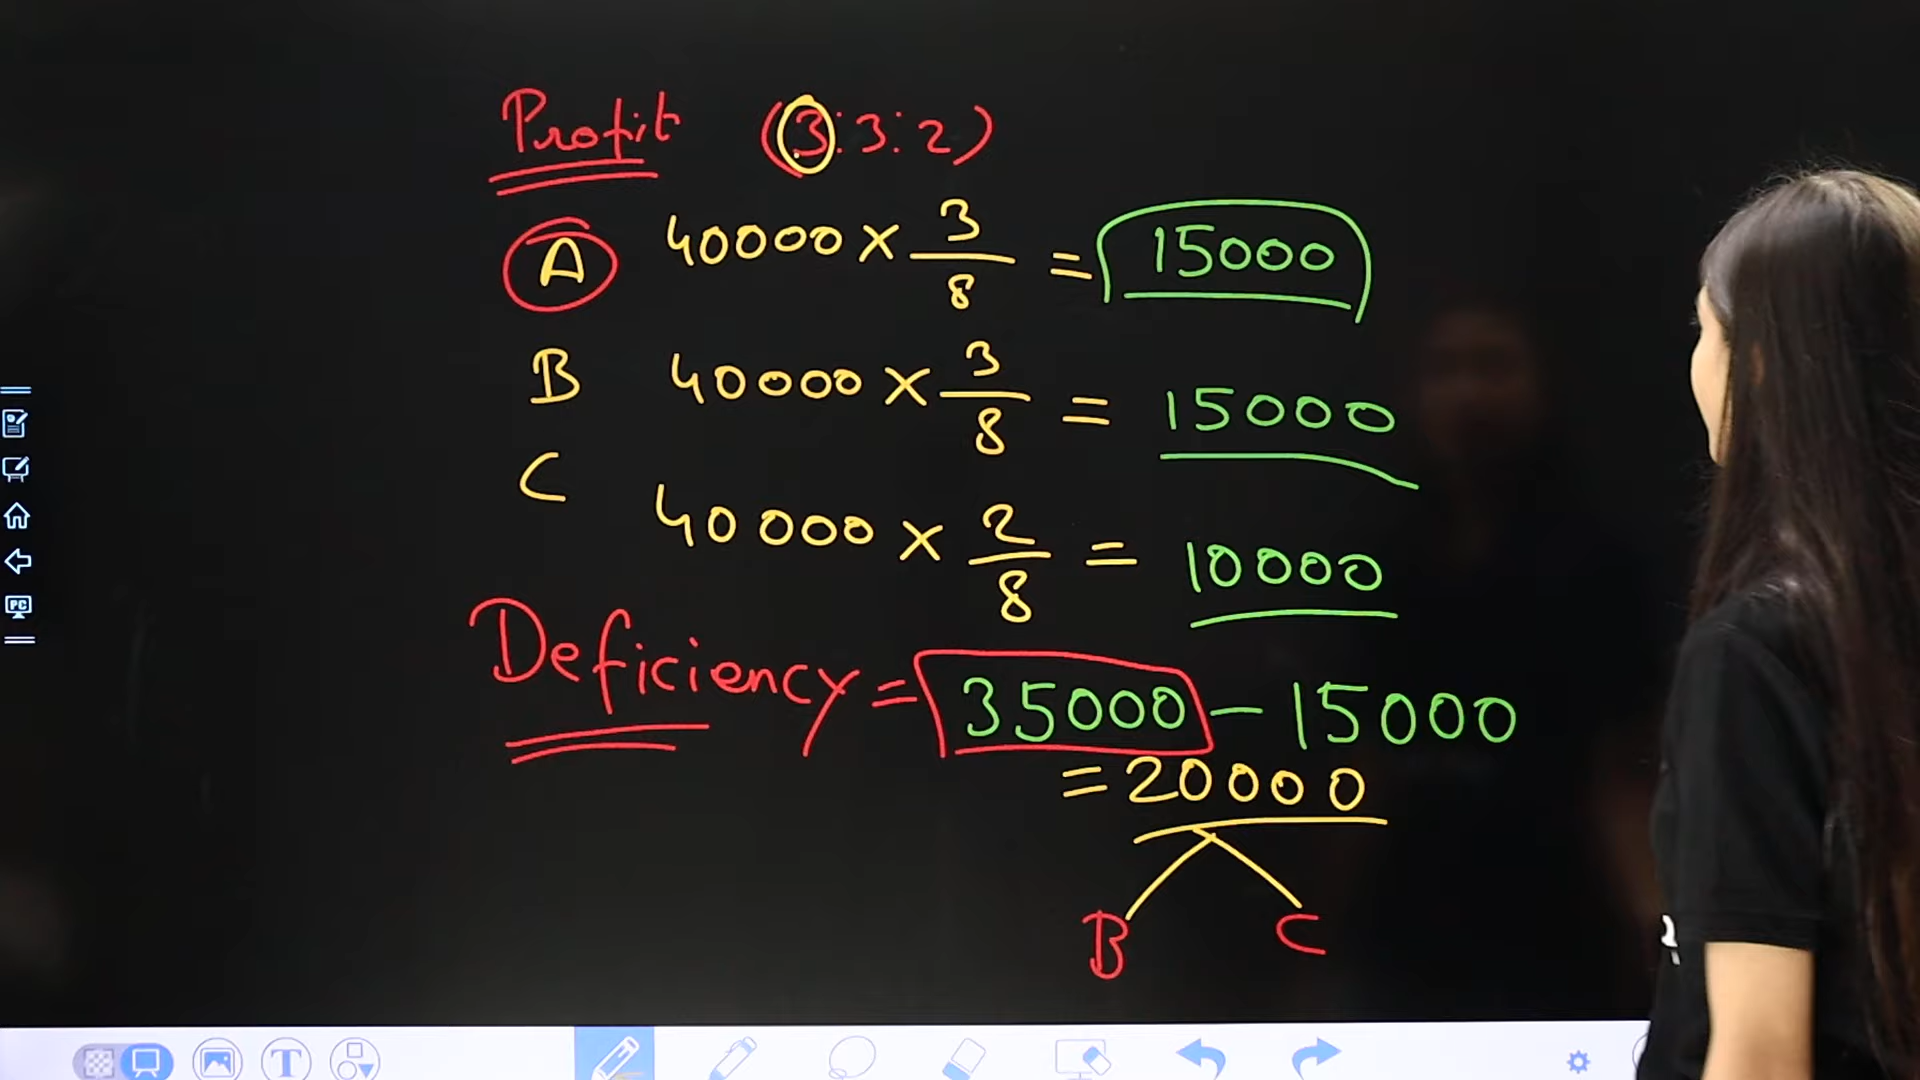 Profit (3:3:2)
A 40000 × 3/8 = 15000
B 40000 × 3/8 = 15000
C 40000 × 2/8 = 10000
Deficiency = 35000 - 15000
= 20000
B C
PC
T